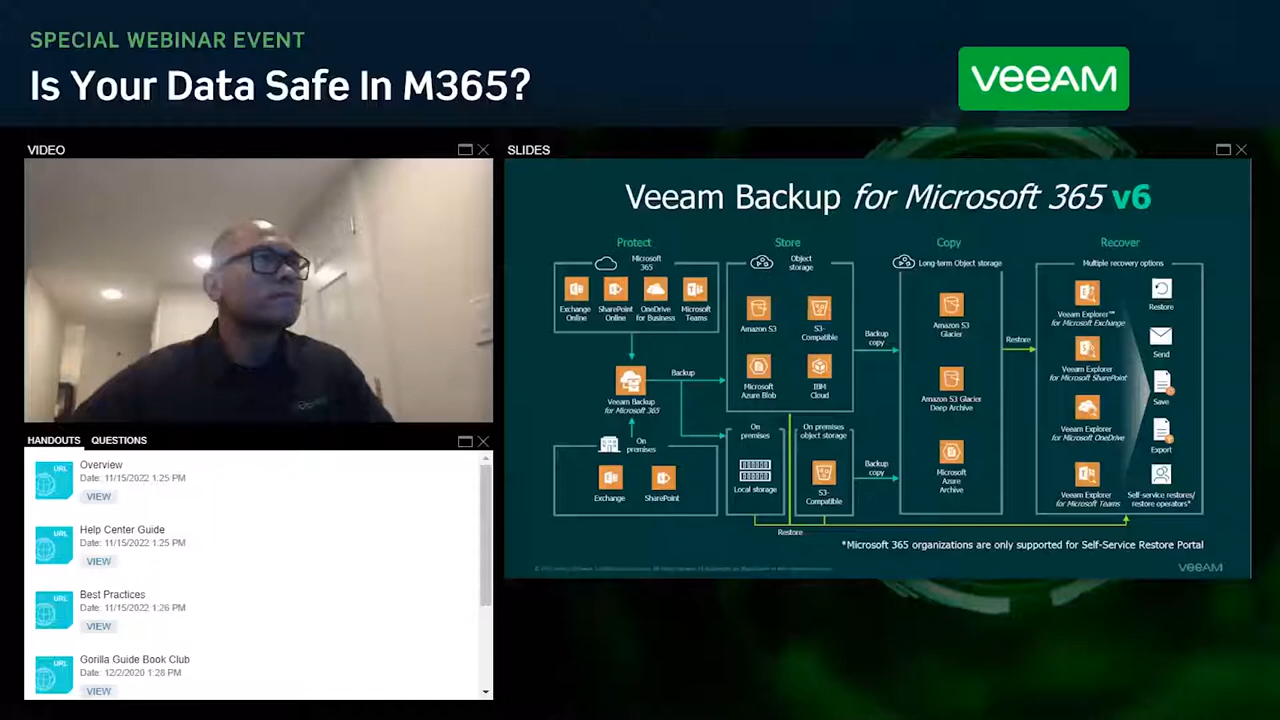 SPECIAL WEBINAR EVENT
Is Your Data Safe In M365?
veeAM
VIDEO
SLIDES
Veeam Backup for Microsoft 365 v6
Protect
Store
Copy
Recover
Microsoft
365
Exchange
Online
SharePoint
Online
OneDrive
for Business
Microsoft
Teams
Veeam Backup
for Microsoft 365
Backup
On
premises
Exchange
SharePoint
Object
storage
Amazon S3
S3-
Compatible
Microsoft
Azure Blob
IBM
Cloud
On
premises
Local storage
On premises
object storage
S3-
Compatible
Backup
copy
Backup
copy
Long-term Object storage
Amazon S3
Glacier
Amazon S3 Glacier
Deep Archive
Microsoft
Azure
Archive
Restore
Restore
Multiple recovery options
Veeam Explorer™
for Microsoft Exchange
Veeam Explorer
for Microsoft SharePoint
Veeam Explorer
for Microsoft OneDrive
Veeam Explorer
for Microsoft Teams
Restore
Send
Save
Export
Self-service restores/
restore operators*
*Microsoft 365 organizations are only supported for Self-Service Restore Portal
veeAM
HANDOUTS QUESTIONS
URL
Overview
Date: 11/15/2022 1:25 PM
VIEW
URL
Help Center Guide
Date: 11/15/2022 1:25 PM
VIEW
URL
Best Practices
Date: 11/15/2022 1:26 PM
VIEW
URL
Gorilla Guide Book Club
Date: 12/2/2020 1:28 PM
VIEW